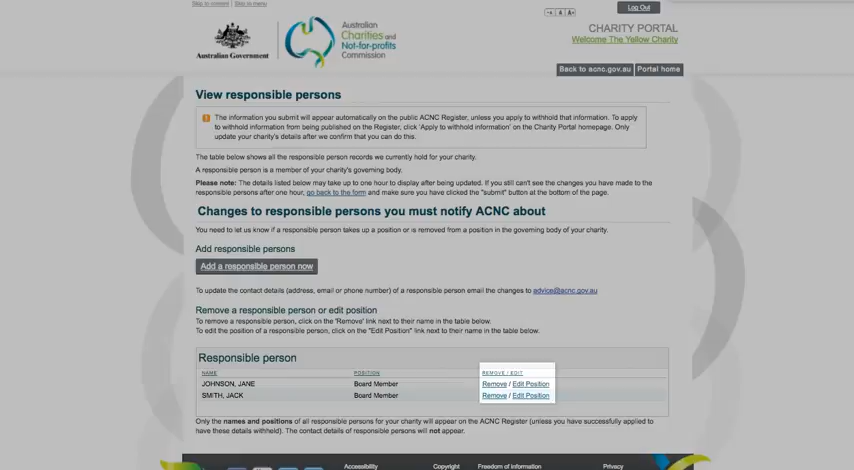 Skip to content | Skip to menu
Log Out
-A A A+
Australian Government
Australian
Charities and
Not-for-profits
Commission
CHARITY PORTAL
Welcome The Yellow Charity
Back to acnc.gov.au Portal home
View responsible persons
The information you submit will appear automatically on the public ACNC Register, unless you apply to withhold that information. To apply
to withhold information from being published on the Register, click 'Apply to withhold information' on the Charity Portal homepage. Only
update your charity's details after we confirm that you can do this.
The table below shows all the responsible person records we currently hold for your charity.
A responsible person is a member of your charity's governing body.
Please note: The details listed below may take up to one hour to display after being updated. If you still can't see the changes you have made to the
responsible persons after one hour, go back to the form and make sure you have clicked the "submit" button at the bottom of the page.
Changes to responsible persons you must notify ACNC about
You need to let us know if a responsible person takes up a position or is removed from a position in the governing body of your charity.
Add responsible persons
Add a responsible person now
To update the contact details (address, email or phone number) of a responsible person email the changes to advice@acnc.gov.au
Remove a responsible person or edit position
To remove a responsible person, click on the 'Remove' link next to their name in the table below.
To edit the position of a responsible person, click on the "Edit Position" link next to their name in the table below.
Responsible person
NAME POSITION REMOVE / EDIT
JOHNSON, JANE Board Member Remove / Edit Position
SMITH, JACK Board Member Remove / Edit Position
Only the names and positions of all responsible persons for your charity will appear on the ACNC Register (unless you have successfully applied to
have these details withheld). The contact details of responsible persons will not appear.
Accessibility Copyright Freedom of Information Privacy